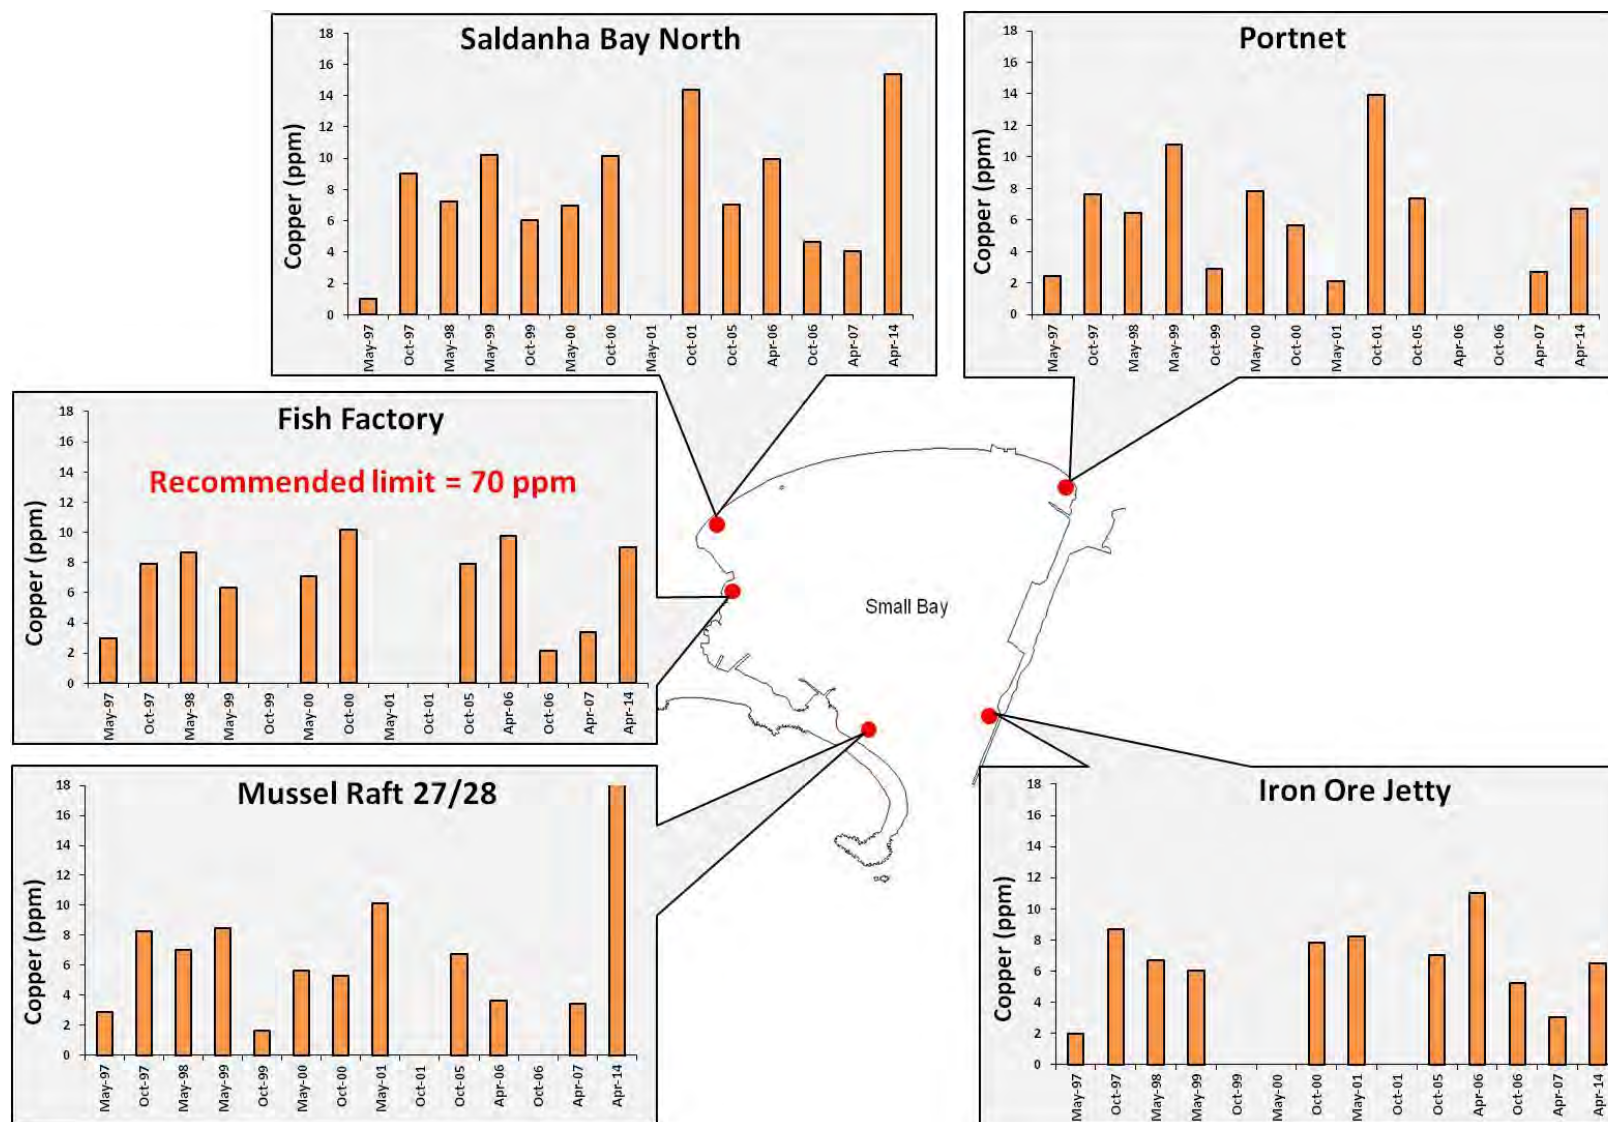 Saldanha Bay North
Copper (ppm)
18
16
14
12
10
8
6
4
2
0
May-97 Oct-97 May-98 May-99 Oct-99 May-00 Oct-00 May-01 Oct-01 Oct-05 Apr-06 Oct-06 Apr-07 Apr-14
Portnet
Copper (ppm)
18
16
14
12
10
8
6
4
2
0
May-97 Oct-97 May-98 May-99 Oct-99 May-00 Oct-00 May-01 Oct-01 Oct-05 Apr-06 Oct-06 Apr-07 Apr-14
Fish Factory
Recommended limit = 70 ppm
Copper (ppm)
18
16
14
12
10
8
6
4
2
0
May-97 Oct-97 May-98 May-99 Oct-99 May-00 Oct-00 May-01 Oct-01 Oct-05 Apr-06 Oct-06 Apr-07 Apr-14
Small Bay
Mussel Raft 27/28
Copper (ppm)
18
16
14
12
10
8
6
4
2
0
May-97 Oct-97 May-98 May-99 Oct-99 May-00 Oct-00 May-01 Oct-01 Oct-05 Apr-06 Oct-06 Apr-07 Apr-14
Iron Ore Jetty
Copper (ppm)
18
16
14
12
10
8
6
4
2
0
May-97 Oct-97 May-98 May-99 Oct-99 May-00 Oct-00 May-01 Oct-01 Oct-05 Apr-06 Oct-06 Apr-07 Apr-14